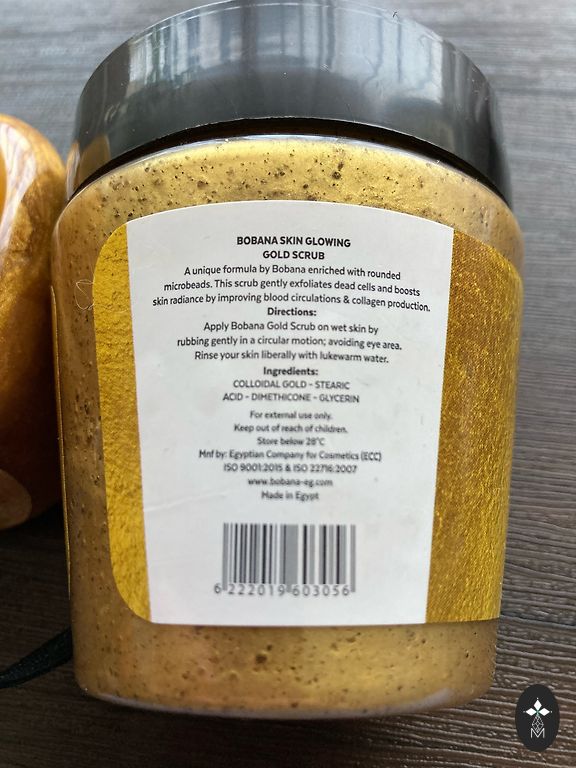 BOBANA SKIN GLOWING
GOLD SCRUB
A unique formula by Bobana enriched with rounded
microbeads. This scrub gently exfoliates dead cells and boosts
skin radiance by improving blood circulations & collagen production.
Directions:
Apply Bobana Gold Scrub on wet skin by
rubbing gently in a circular motion; avoiding eye area.
Rinse your skin liberally with lukewarm water.
Ingredients:
COLLOIDAL GOLD - STEARIC
ACID - DIMETHICONE - GLYCERIN
For external use only.
Keep out of reach of children.
Store below 28°C
Mnf by: Egyptian Company for Cosmetics (ECC)
ISO 9001:2015 & ISO 22716:2007
www.bobana-eg.com
Made in Egypt
6 222019 603056
M